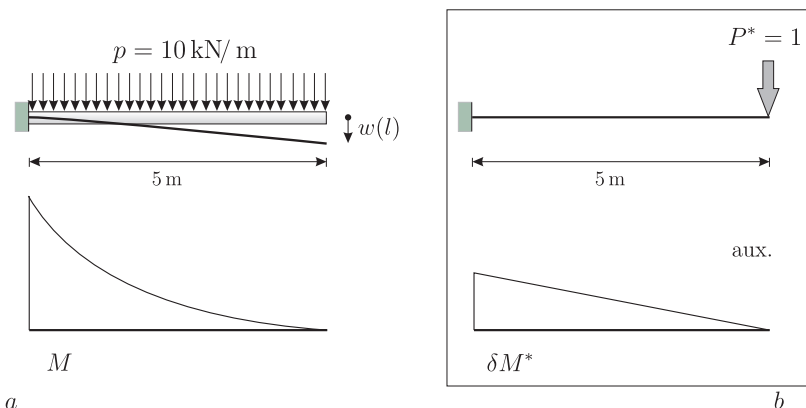 p = 10 kN/ m
w(l)
5 m
M
a
P* = 1
5 m
aux.
δM*
b